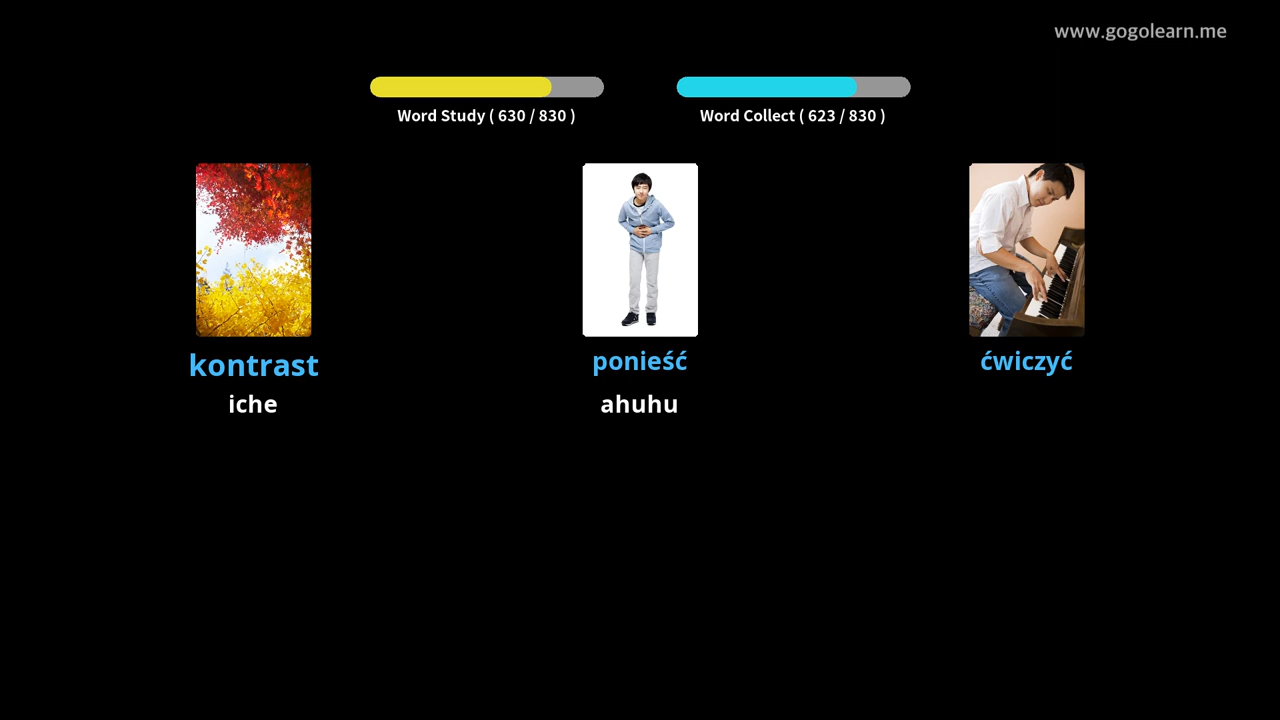 www.gogolearn.me
Word Study ( 630 / 830 )
Word Collect ( 623 / 830 )
kontrast
ponieść
ćwiczyć
iche
ahuhu